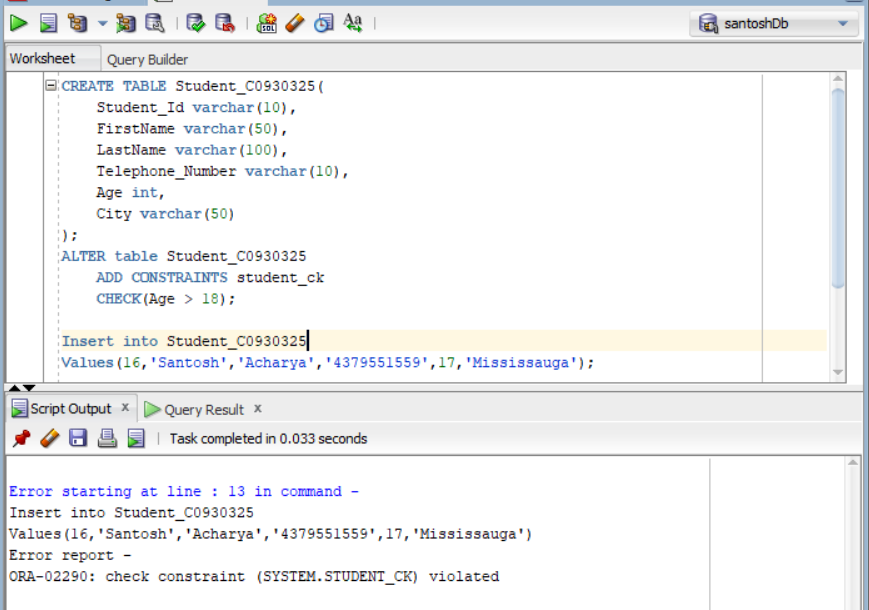 santoshDb
Worksheet Query Builder
CREATE TABLE Student_C0930325(
Student_Id varchar(10),
FirstName varchar(50),
LastName varchar(100),
Telephone_Number varchar(10),
Age int,
City varchar(50)
);
ALTER table Student_C0930325
ADD CONSTRAINTS student_ck
CHECK(Age > 18);
Insert into Student_C0930325
Values(16,'Santosh','Acharya','4379551559',17,'Mississauga');
Script Output x Query Result x
Task completed in 0.033 seconds
Error starting at line : 13 in command -
Insert into Student_C0930325
Values(16,'Santosh','Acharya','4379551559',17,'Mississauga')
Error report -
ORA-02290: check constraint (SYSTEM.STUDENT_CK) violated